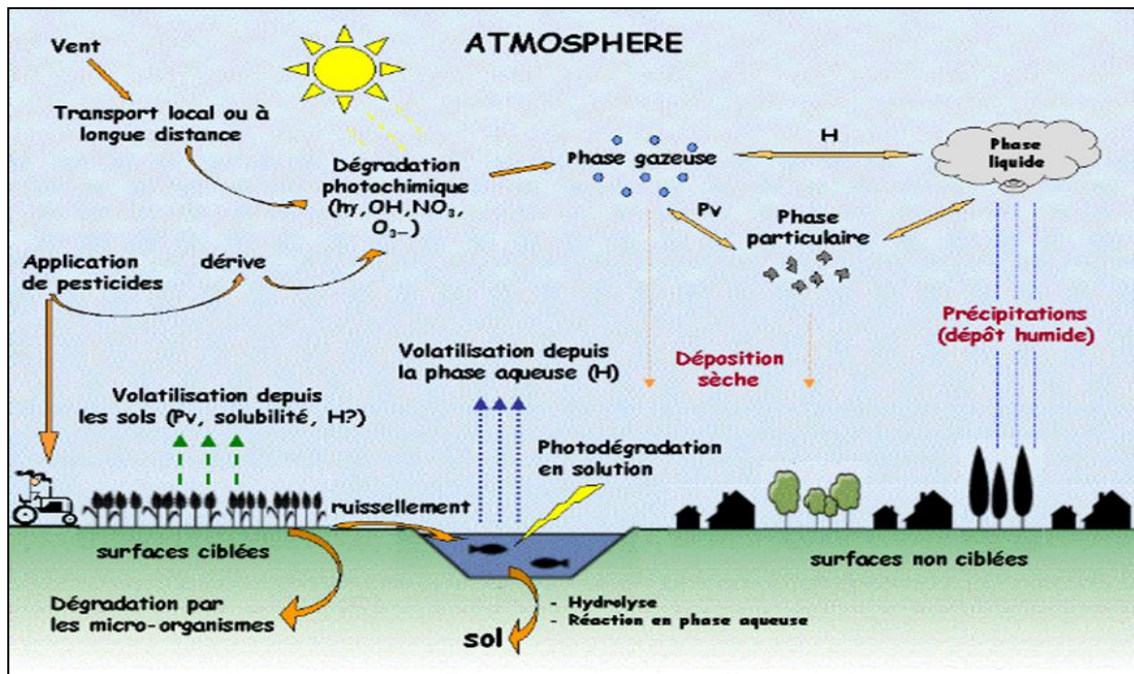 ATMOSPHERE
Vent
Transport local ou à
longue distance
Dégradation
photochimique
(hγ,OH,NO3,
O3–)
Phase gazeuse
H
Phase
liquide
Pv
Phase
particulaire
Application
de pesticides
dérive
Précipitations
(dépôt humide)
Déposition
sèche
Volatilisation depuis
la phase aqueuse (H)
Volatilisation depuis
les sols (Pv, solubilité, H?)
Photodégradation
en solution
ruissellement
surfaces ciblées
surfaces non ciblées
Dégradation par
les micro-organismes
sol
- Hydrolyse
- Réaction en phase aqueuse